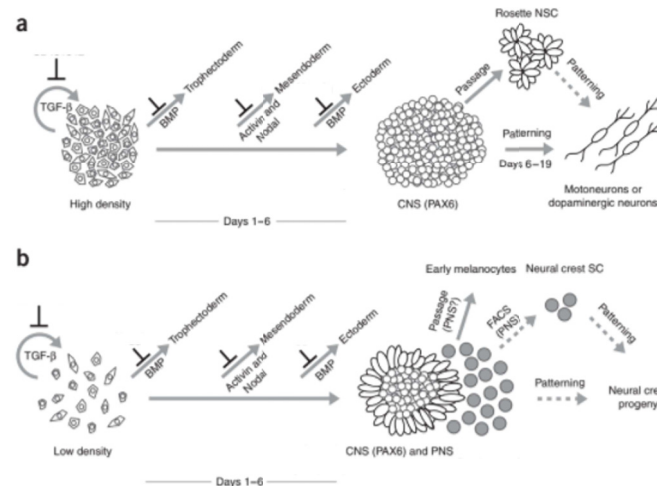 a
Rosette NSC
TGF-β
BMP
Trophectoderm
Activin and
Nodal
Mesendoderm
BMP
Ectoderm
Passage
Patterning
Patterning
Days 6–19
High density
CNS (PAX6)
Motoneurons or
dopaminergic neurons
Days 1–6
b
Early melanocytes
Neural crest SC
TGF-β
BMP
Trophectoderm
Activin and
Nodal
Mesendoderm
BMP
Ectoderm
Passage
(PNS?)
FACS
(PNS)
Patterning
Patterning
Neural cre
progeny
Low density
CNS (PAX6) and PNS
Days 1–6